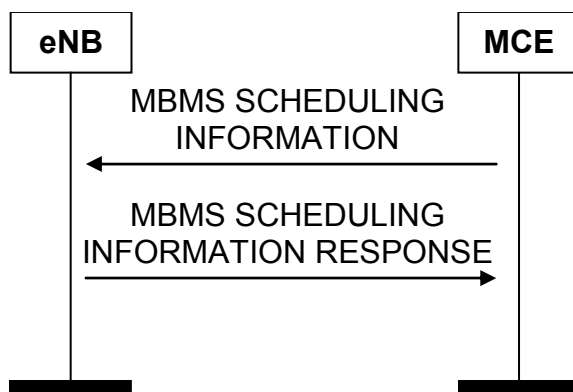 eNB
MCE
MBMS SCHEDULING
INFORMATION
MBMS SCHEDULING
INFORMATION RESPONSE